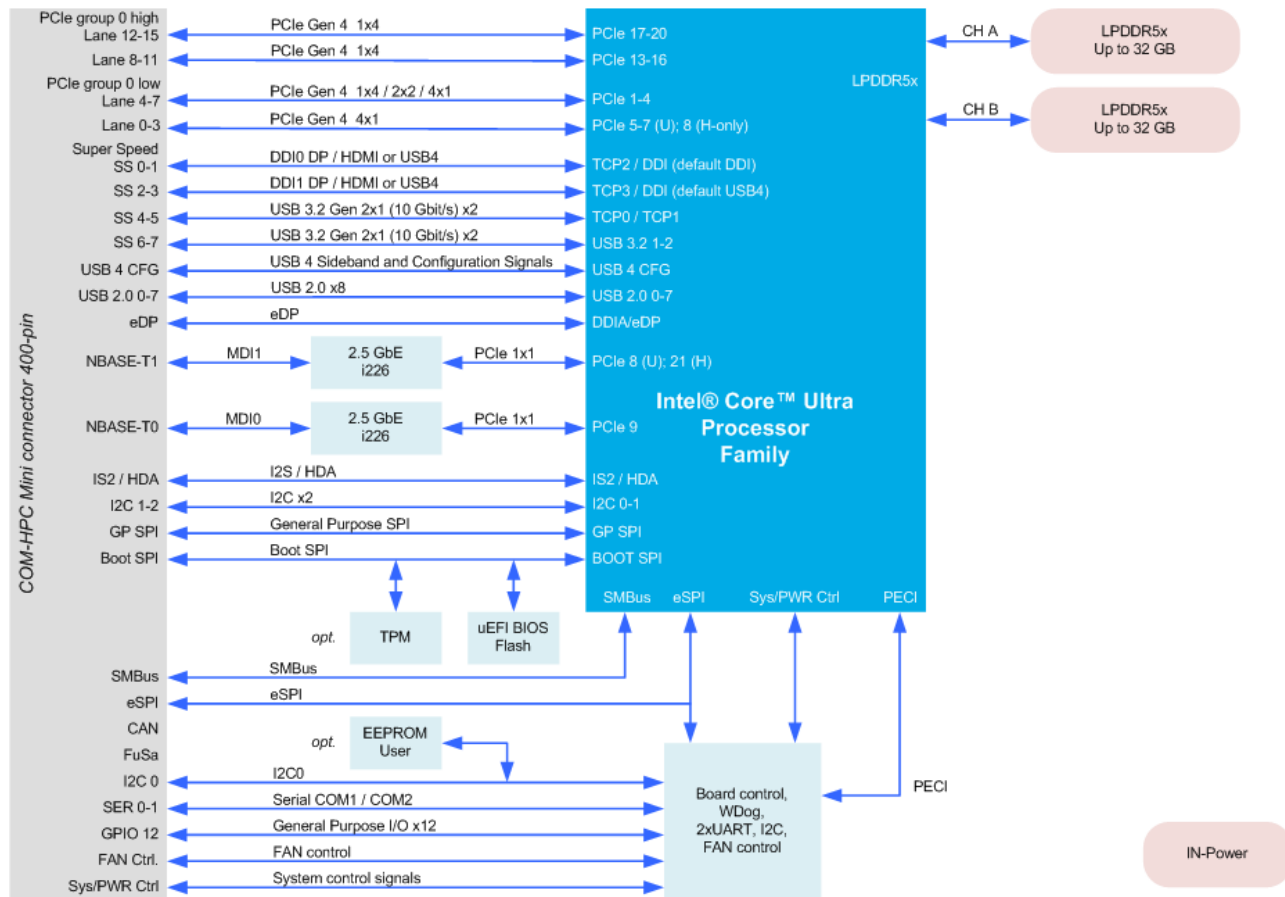 PCIe group 0 high
Lane 12-15
PCIe Gen 4 1x4
PCIe 17-20
CH A
LPDDR5x
Up to 32 GB
Lane 8-11
PCIe Gen 4 1x4
PCIe 13-16
LPDDR5x
PCIe group 0 low
Lane 4-7
PCIe Gen 4 1x4 / 2x2 / 4x1
PCIe 1-4
CH B
LPDDR5x
Up to 32 GB
Lane 0-3
PCIe Gen 4 4x1
PCIe 5-7 (U); 8 (H-only)
Super Speed
SS 0-1
DDI0 DP / HDMI or USB4
TCP2 / DDI (default DDI)
SS 2-3
DDI1 DP / HDMI or USB4
TCP3 / DDI (default USB4)
SS 4-5
USB 3.2 Gen 2x1 (10 Gbit/s) x2
TCP0 / TCP1
SS 6-7
USB 3.2 Gen 2x1 (10 Gbit/s) x2
USB 3.2 1-2
USB 4 CFG
USB 4 Sideband and Configuration Signals
USB 4 CFG
USB 2.0 0-7
USB 2.0 x8
USB 2.0 0-7
eDP
eDP
DDIA/eDP
NBASE-T1
MDI1
2.5 GbE
i226
PCIe 1x1
PCIe 8 (U); 21 (H)
Intel® Core™ Ultra
Processor
Family
NBASE-T0
MDI0
2.5 GbE
i226
PCIe 1x1
PCIe 9
COM-HPC Mini connector 400-pin
IS2 / HDA
I2S / HDA
IS2 / HDA
I2C 1-2
I2C x2
I2C 0-1
GP SPI
General Purpose SPI
GP SPI
Boot SPI
Boot SPI
BOOT SPI
SMBus
eSPI
Sys/PWR Ctrl
PECI
opt.
TPM
uEFI BIOS
Flash
SMBus
SMBus
eSPI
eSPI
CAN
FuSa
opt.
EEPROM
User
I2C 0
I2C0
SER 0-1
Serial COM1 / COM2
GPIO 12
General Purpose I/O x12
FAN Ctrl.
FAN control
Sys/PWR Ctrl
System control signals
Board control,
WDog,
2xUART, I2C,
FAN control
PECI
IN-Power